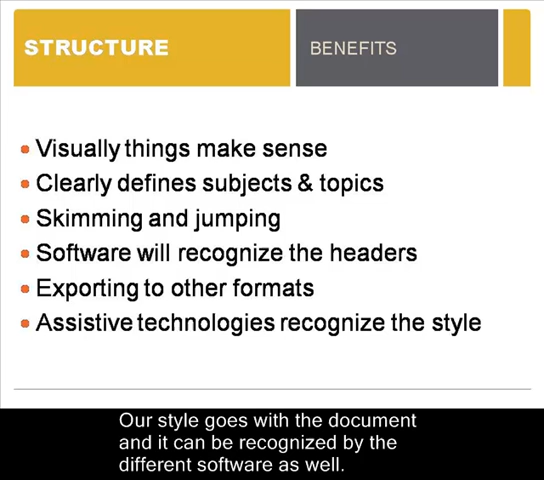 STRUCTURE
BENEFITS
• Visually things make sense
• Clearly defines subjects & topics
• Skimming and jumping
• Software will recognize the headers
• Exporting to other formats
• Assistive technologies recognize the style
Our style goes with the document
and it can be recognized by the
different software as well.